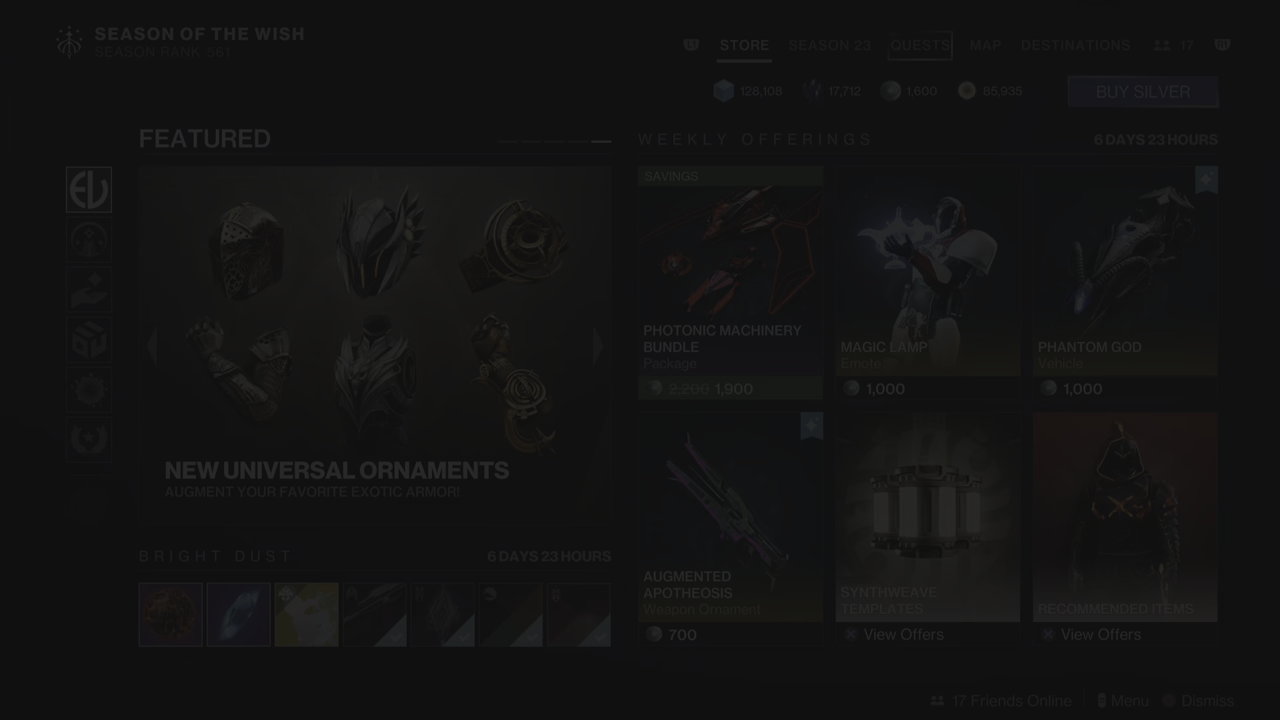 SEASON OF THE WISH
SEASON RANK 561
STORE SEASON 23 QUESTS MAP DESTINATIONS 17
128,108 17,712 1,600 85,935 BUY SILVER
FEATURED
NEW UNIVERSAL ORNAMENTS
AUGMENT YOUR FAVORITE EXOTIC ARMOR!
BRIGHT DUST 6 DAYS 23 HOURS
WEEKLY OFFERINGS 6 DAYS 23 HOURS
SAVINGS
PHOTONIC MACHINERY
BUNDLE
Package
2,200 1,900
MAGIC LAMP
Emote
1,000
PHANTOM GOD
Vehicle
1,000
AUGMENTED
APOTHEOSIS
Weapon Ornament
700
SYNTHWEAVE
TEMPLATES
View Offers
RECOMMENDED ITEMS
View Offers
17 Friends Online Menu Dismiss